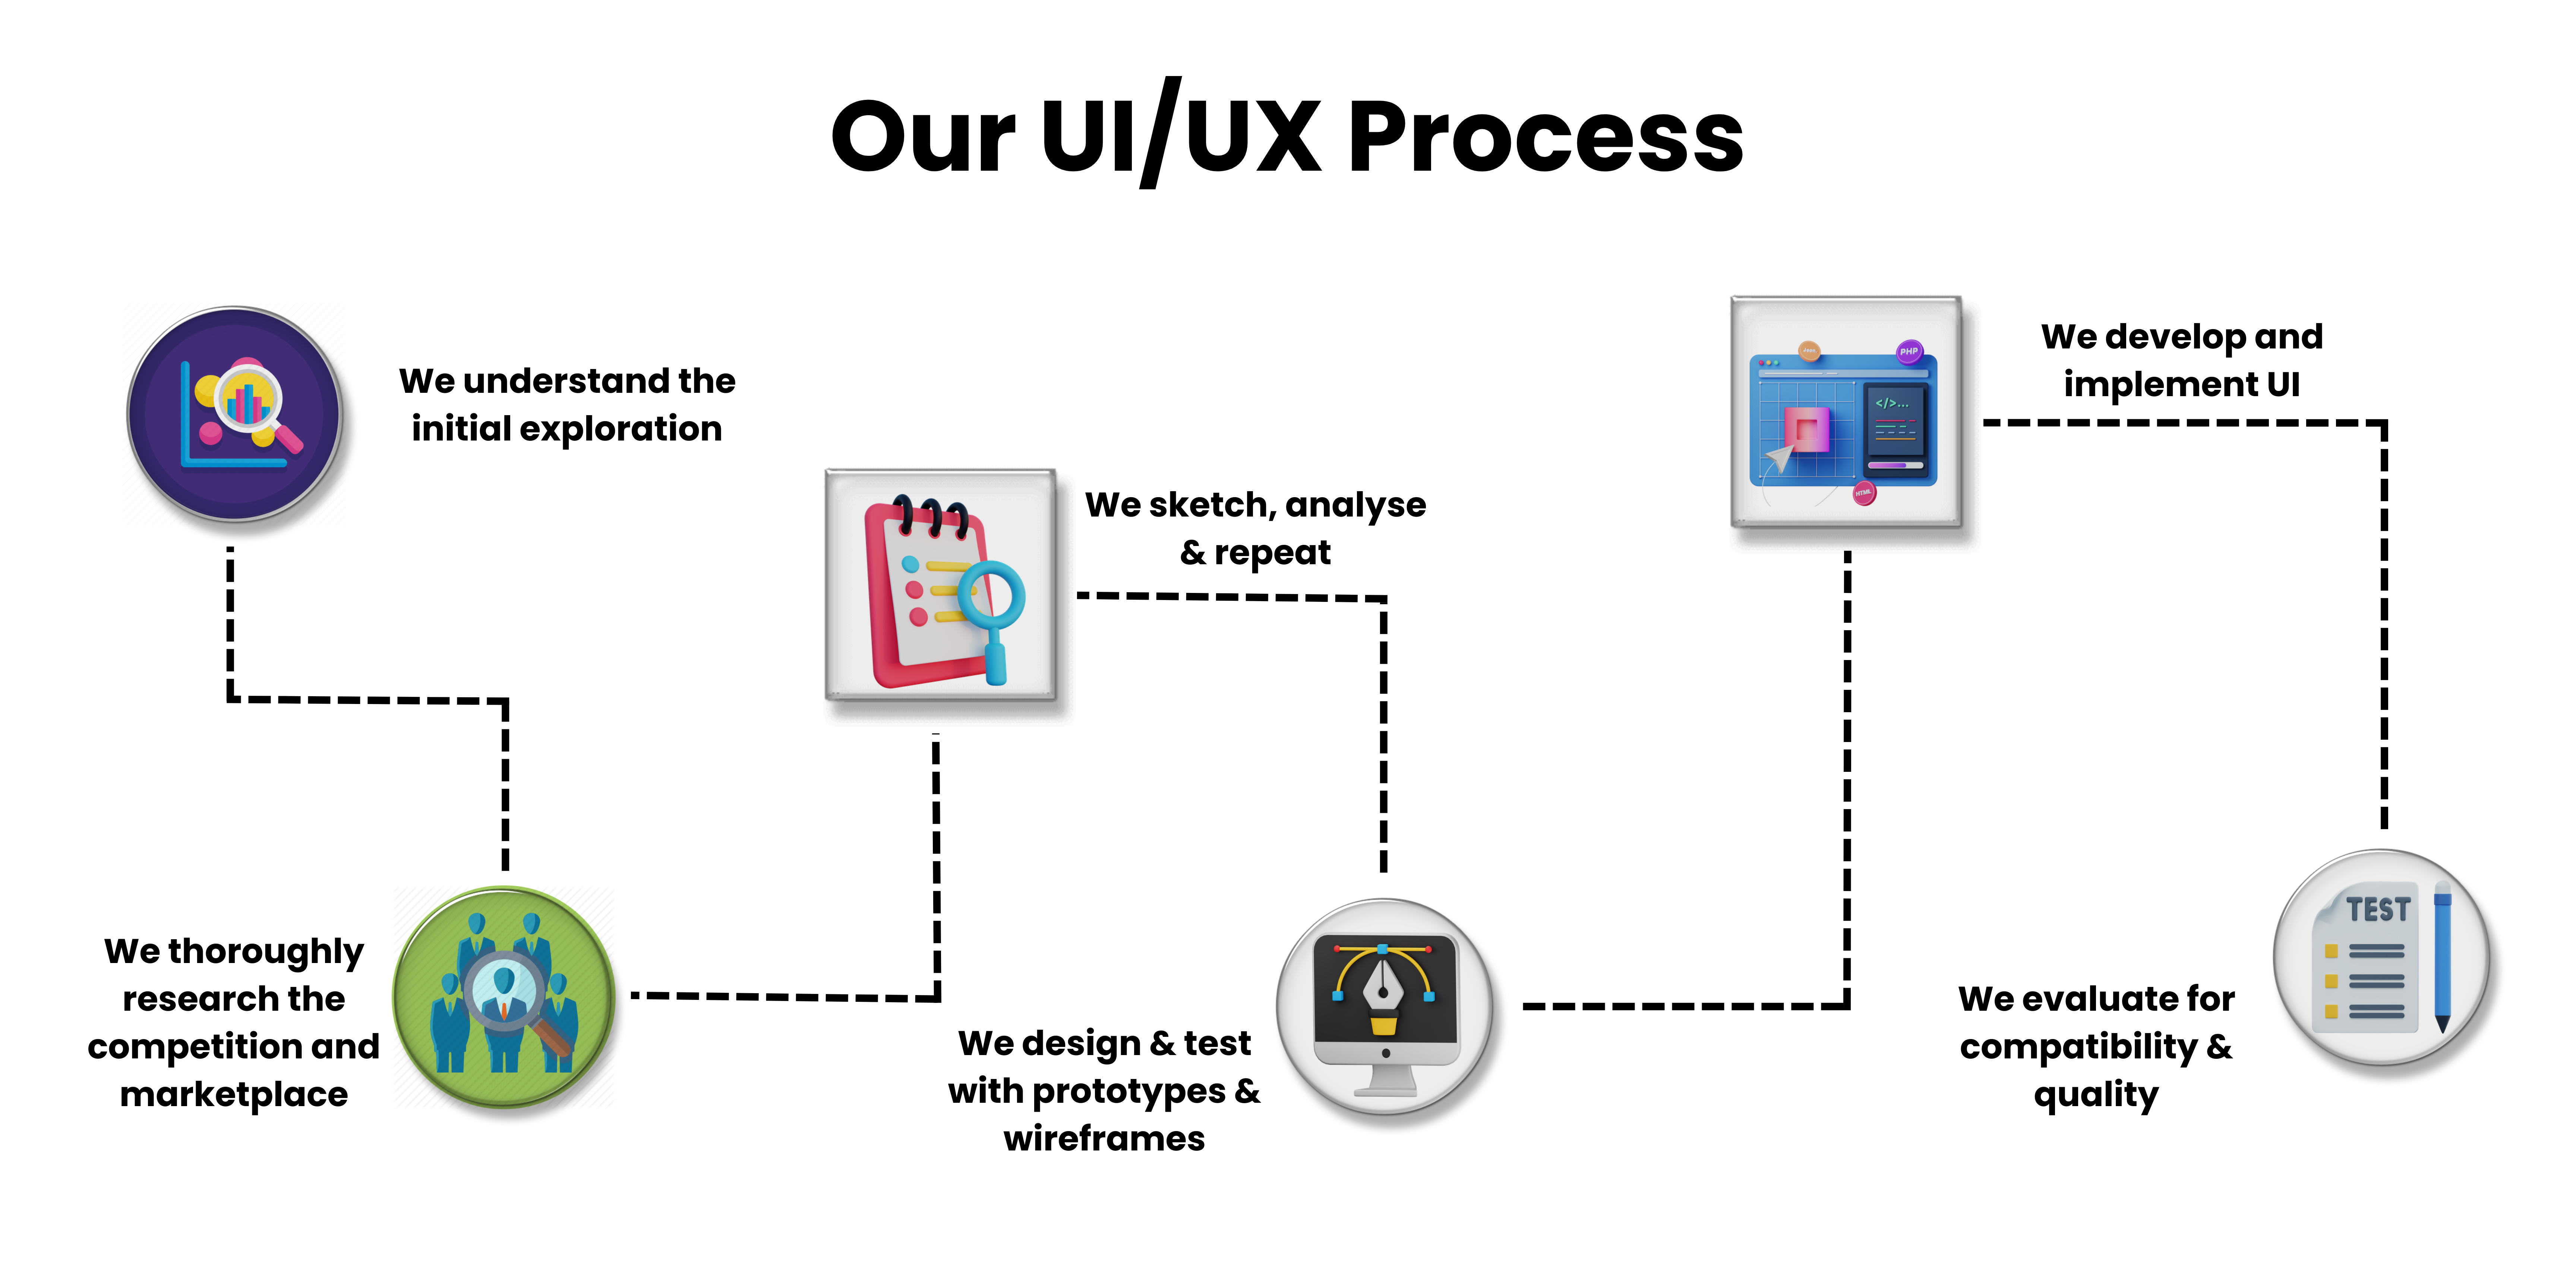 Our UI/UX Process
We understand the
initial exploration
We thoroughly
research the
competition and
marketplace
We sketch, analyse
& repeat
We design & test
with prototypes &
wireframes
We develop and
implement UI
PHP
</>...
HTML
We evaluate for
compatibility &
quality
TEST